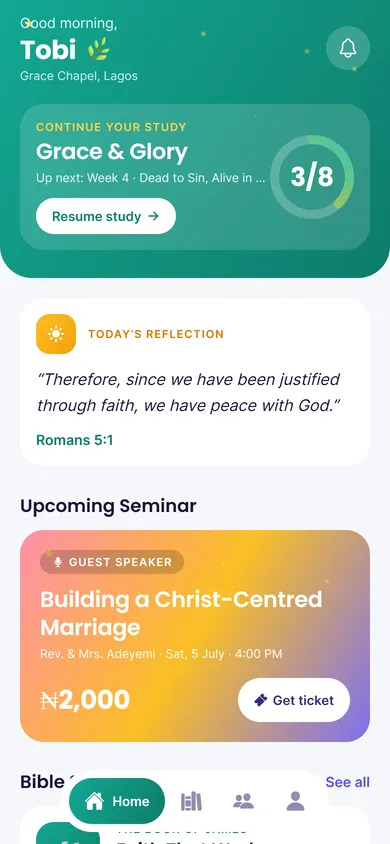 Good morning,
Tobi
Grace Chapel, Lagos
CONTINUE YOUR STUDY
Grace & Glory
Up next: Week 4 · Dead to Sin, Alive in ...
3/8
Resume study →
TODAY'S REFLECTION
“Therefore, since we have been justified
through faith, we have peace with God.”
Romans 5:1
Upcoming Seminar
GUEST SPEAKER
Building a Christ-Centred
Marriage
Rev. & Mrs. Adeyemi · Sat, 5 July · 4:00 PM
₦2,000
Get ticket
Bible
See all
Home